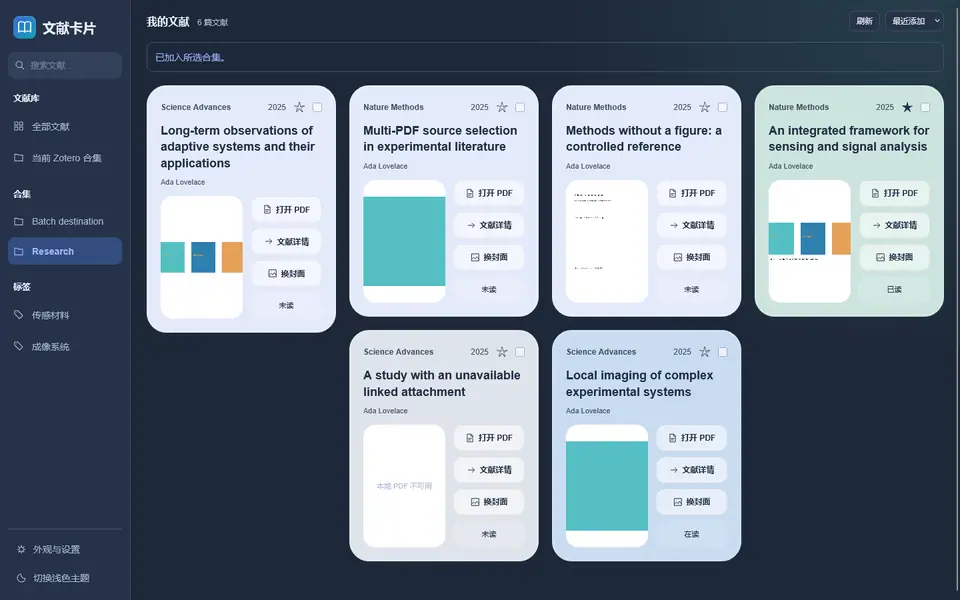 文献卡片
搜索文献...
文献库
全部文献
当前 Zotero 合集
合集
Batch destination
Research
标签
传感材料
成像系统
外观与设置
切换浅色主题
我的文献 6 篇文献
刷新
最近添加
已加入所选合集。
Science Advances 2025
Long-term observations of
adaptive systems and their
applications
Ada Lovelace
打开 PDF
文献详情
换封面
未读
Nature Methods 2025
Multi-PDF source selection
in experimental literature
Ada Lovelace
打开 PDF
文献详情
换封面
未读
Nature Methods 2025
Methods without a figure: a
controlled reference
Ada Lovelace
打开 PDF
文献详情
换封面
未读
Nature Methods 2025
An integrated framework for
sensing and signal analysis
Ada Lovelace
打开 PDF
文献详情
换封面
已读
Science Advances 2025
A study with an unavailable
linked attachment
Ada Lovelace
本地 PDF 不可用
打开 PDF
文献详情
换封面
未读
Science Advances 2025
Local imaging of complex
experimental systems
Ada Lovelace
打开 PDF
文献详情
换封面
在读